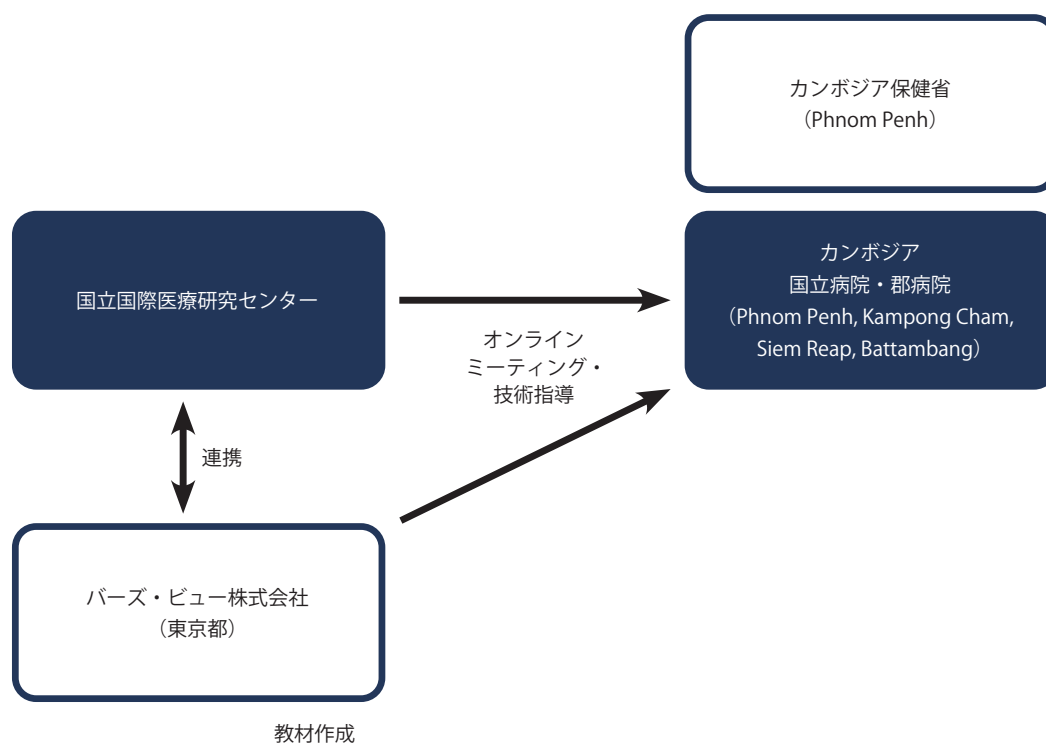 カンボジア保健省
（Phnom Penh）
国立国際医療研究センター
カンボジア
国立病院・郡病院
（Phnom Penh, Kampong Cham,
Siem Reap, Battambang）
オンライン
ミーティング・
技術指導
連携
バーズ・ビュー株式会社
（東京都）
教材作成